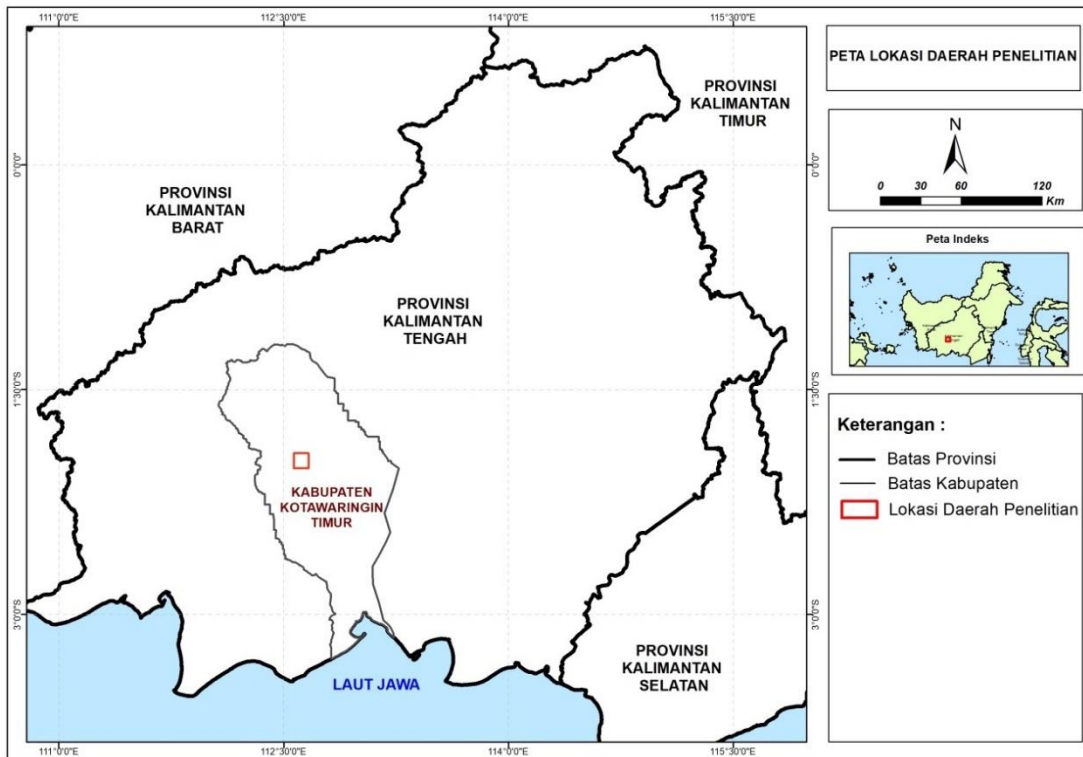 111°0'0"E
112°30'0"E
114°0'0"E
115°30'0"E
0°0'0"
1°30'0"S
3°0'0"S
PROVINSI
KALIMANTAN
TIMUR
PROVINSI
KALIMANTAN
BARAT
PROVINSI
KALIMANTAN
TENGAH
KABUPATEN
KOTAWARINGIN
TIMUR
PROVINSI
KALIMANTAN
SELATAN
LAUT JAWA
0°0'0"
1°30'0"S
3°0'0"S
111°0'0"E
112°30'0"E
114°0'0"E
115°30'0"E
PETA LOKASI DAERAH PENELITIAN
N
0 30 60 120
Km
Peta Indeks
Keterangan :
Batas Provinsi
Batas Kabupaten
Lokasi Daerah Penelitian